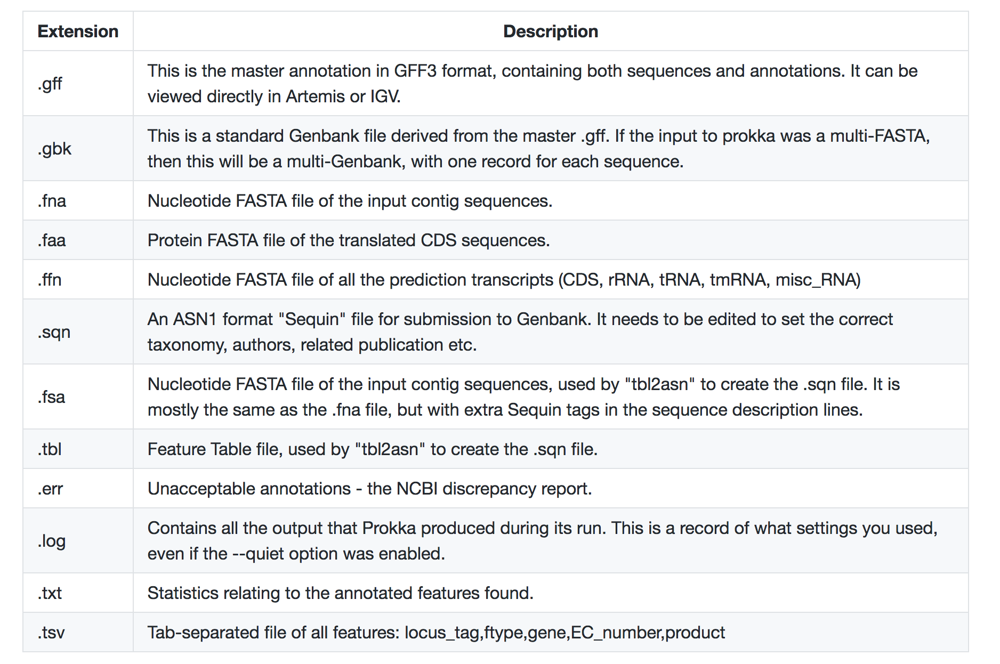 Extension Description
.gff
This is the master annotation in GFF3 format, containing both sequences and annotations. It can be
viewed directly in Artemis or IGV.
.gbk
This is a standard Genbank file derived from the master .gff. If the input to prokka was a multi-FASTA,
then this will be a multi-Genbank, with one record for each sequence.
.fna Nucleotide FASTA file of the input contig sequences.
.faa Protein FASTA file of the translated CDS sequences.
.ffn Nucleotide FASTA file of all the prediction transcripts (CDS, rRNA, tRNA, tmRNA, misc_RNA)
.sqn
An ASN1 format "Sequin" file for submission to Genbank. It needs to be edited to set the correct
taxonomy, authors, related publication etc.
.fsa
Nucleotide FASTA file of the input contig sequences, used by "tbl2asn" to create the .sqn file. It is
mostly the same as the .fna file, but with extra Sequin tags in the sequence description lines.
.tbl Feature Table file, used by "tbl2asn" to create the .sqn file.
.err Unacceptable annotations - the NCBI discrepancy report.
.log
Contains all the output that Prokka produced during its run. This is a record of what settings you used,
even if the --quiet option was enabled.
.txt Statistics relating to the annotated features found.
.tsv Tab-separated file of all features: locus_tag,ftype,gene,EC_number,product